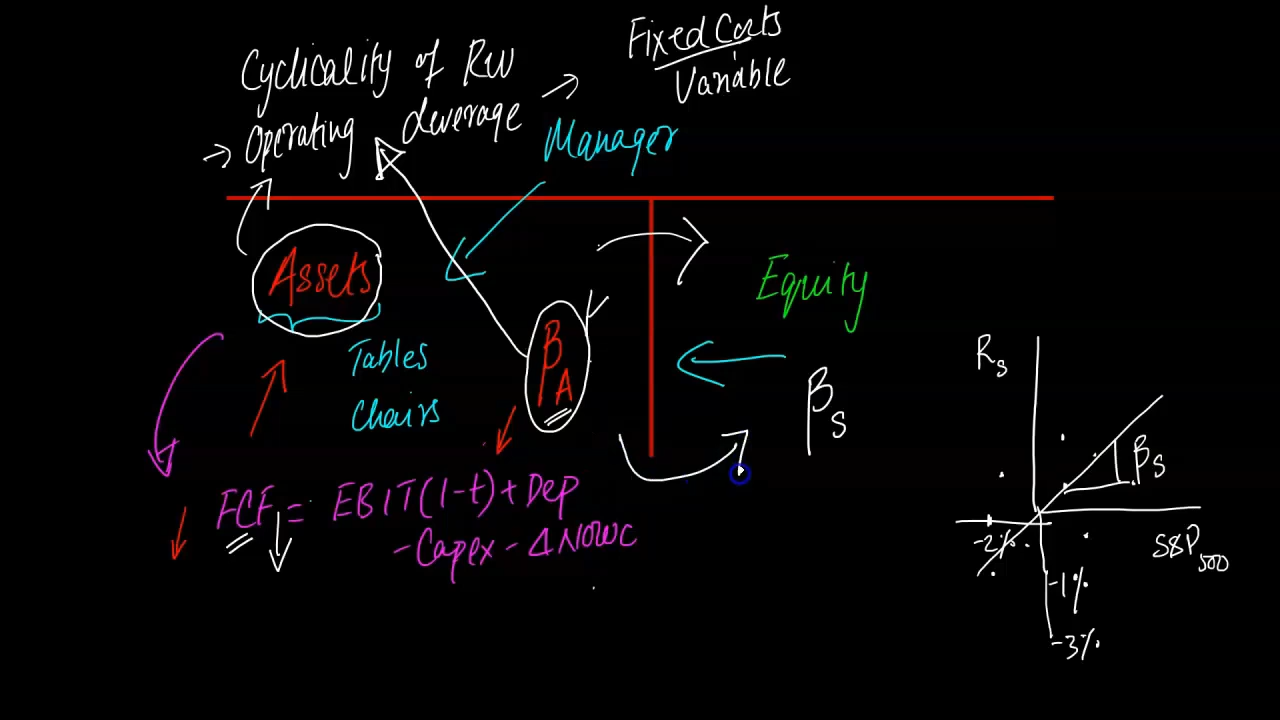 Fixed Costs
Variable
Cyclicality of Rev
→ Operating Leverage →
Manager
Assets
Equity
Tables
Chairs
βA
βs
Rs
βs
FCF = EBIT(1-t) + Dep
- Capex - Δ NOWC
-2%
S&P500
-1%
-3%